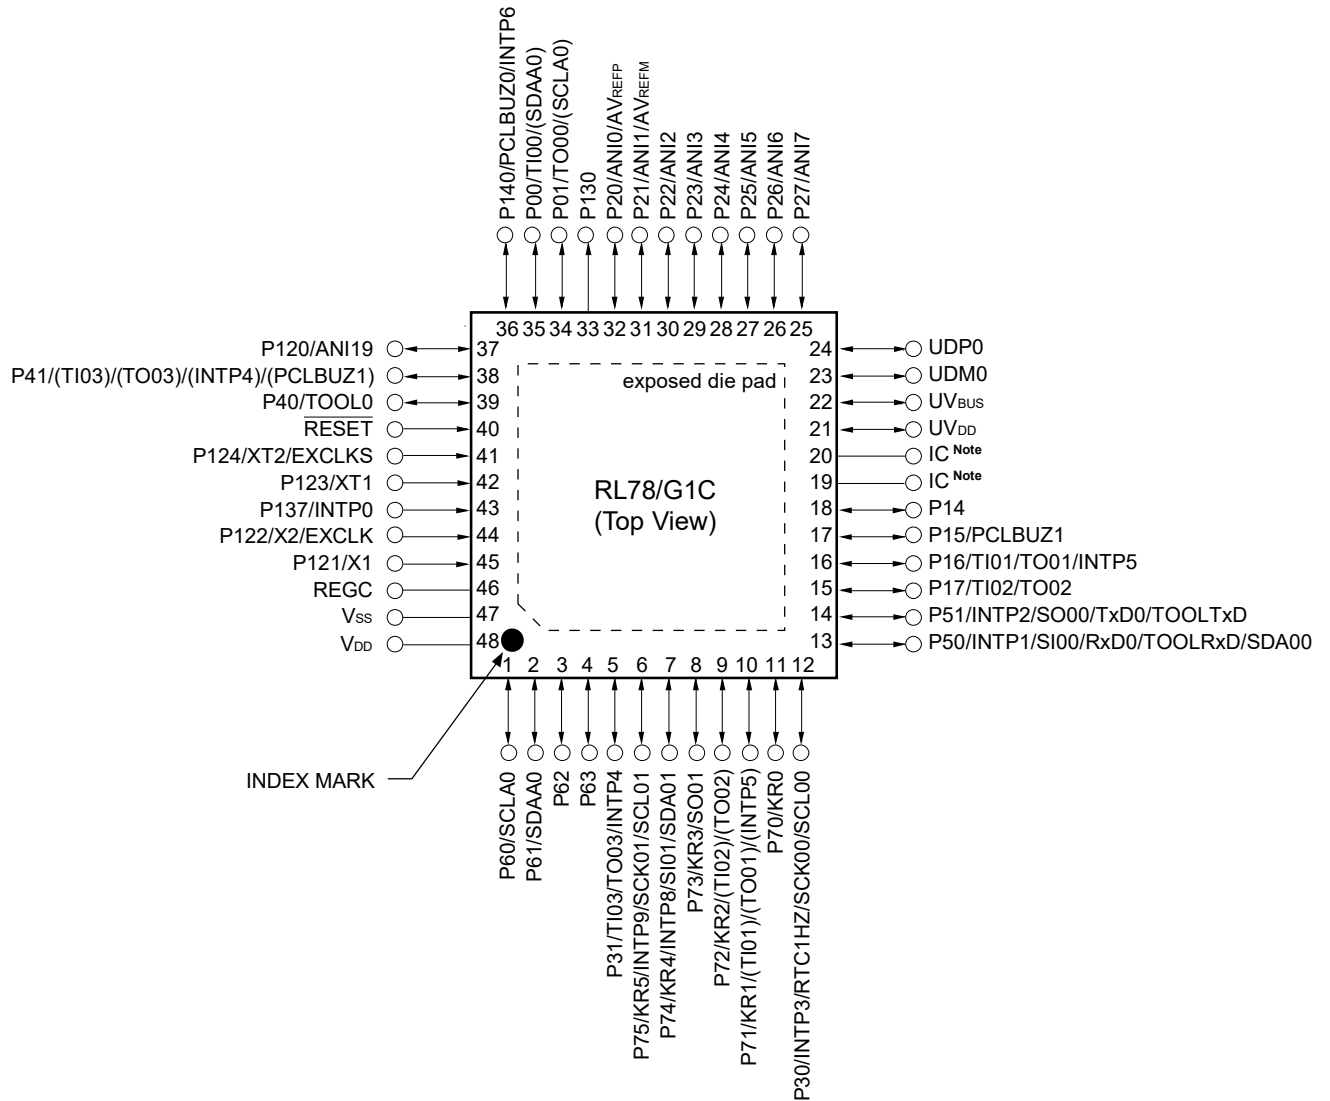 P140/PCLBUZ0/INTP6
P00/TI00/(SDAA0)
P01/TO00/(SCLA0)
P130
P20/ANI0/AVREFP
P21/ANI1/AVREFM
P22/ANI2
P23/ANI3
P24/ANI4
P25/ANI5
P26/ANI6
P27/ANI7
36 35 34 33 32 31 30 29 28 27 26 25
P120/ANI19 37
P41/(TI03)/(TO03)/(INTP4)/(PCLBUZ1) 38
P40/TOOL0 39
RESET 40
P124/XT2/EXCLKS 41
P123/XT1 42
P137/INTP0 43
P122/X2/EXCLK 44
P121/X1 45
REGC 46
VSS 47
VDD 48
exposed die pad
RL78/G1C
(Top View)
24 UDP0
23 UDM0
22 UVBUS
21 UVDD
20 IC Note
19 IC Note
18 P14
17 P15/PCLBUZ1
16 P16/TI01/TO01/INTP5
15 P17/TI02/TO02
14 P51/INTP2/SO00/TxD0/TOOLTxD
13 P50/INTP1/SI00/RxD0/TOOLRxD/SDA00
1 2 3 4 5 6 7 8 9 10 11 12
INDEX MARK
P60/SCLA0
P61/SDAA0
P62
P63
P31/TI03/TO03/INTP4
P75/KR5/INTP9/SCK01/SCL01
P74/KR4/INTP8/SI01/SDA01
P73/KR3/SO01
P72/KR2/(TI02)/(TO02)
P71/KR1/(TI01)/(TO01)/(INTP5)
P70/KR0
P30/INTP3/RTC1HZ/SCK00/SCL00